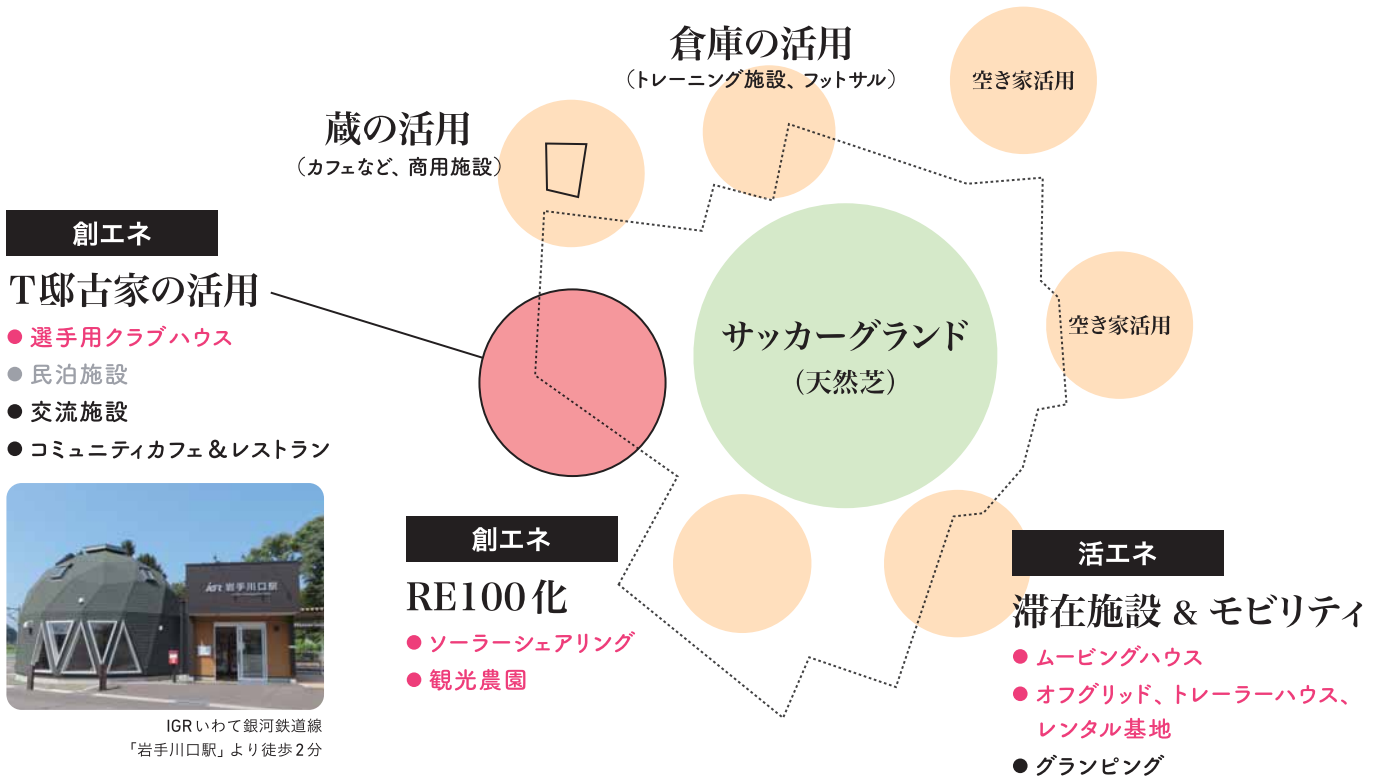 倉庫の活用
（トレーニング施設、フットサル）
空き家活用
蔵の活用
（カフェなど、商用施設）
創エネ
T邸古家の活用
● 選手用クラブハウス
● 民泊施設
● 交流施設
● コミュニティカフェ＆レストラン
サッカーグランド
（天然芝）
空き家活用
IGR 岩手川口駅
IGRいわて銀河鉄道線
「岩手川口駅」より徒歩2分
創エネ
RE100化
● ソーラーシェアリング
● 観光農園
活エネ
滞在施設 & モビリティ
● ムービングハウス
● オフグリッド、トレーラーハウス、
レンタル基地
● グランピング